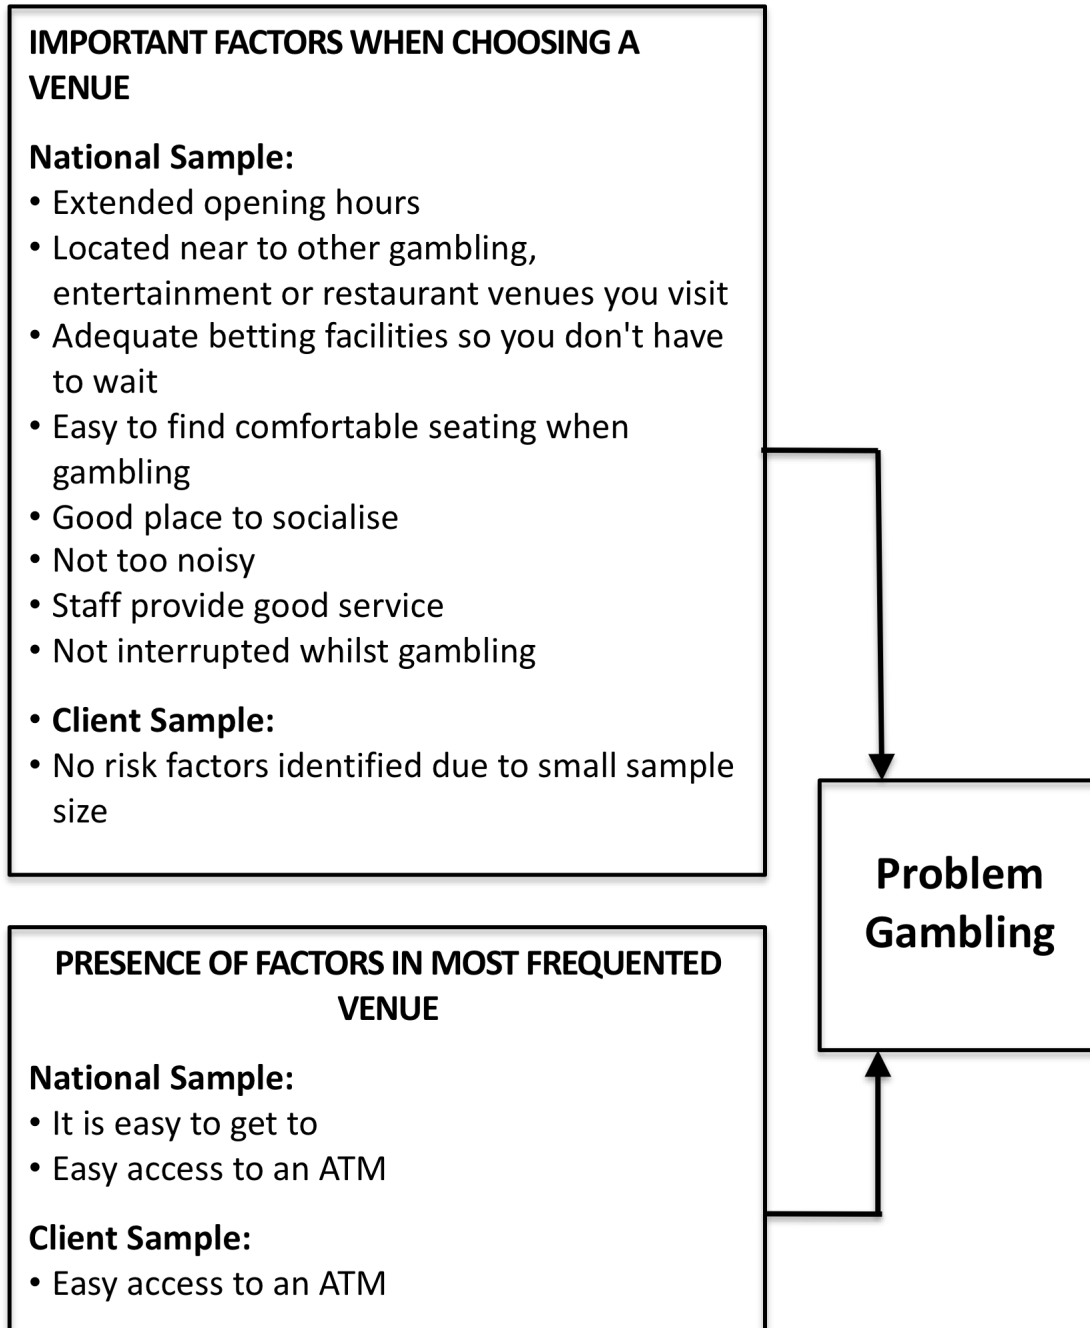 IMPORTANT FACTORS WHEN CHOOSING A
VENUE
National Sample:
• Extended opening hours
• Located near to other gambling,
entertainment or restaurant venues you visit
• Adequate betting facilities so you don't have
to wait
• Easy to find comfortable seating when
gambling
• Good place to socialise
• Not too noisy
• Staff provide good service
• Not interrupted whilst gambling
• Client Sample:
• No risk factors identified due to small sample
size
Problem
Gambling
PRESENCE OF FACTORS IN MOST FREQUENTED
VENUE
National Sample:
• It is easy to get to
• Easy access to an ATM
Client Sample:
• Easy access to an ATM